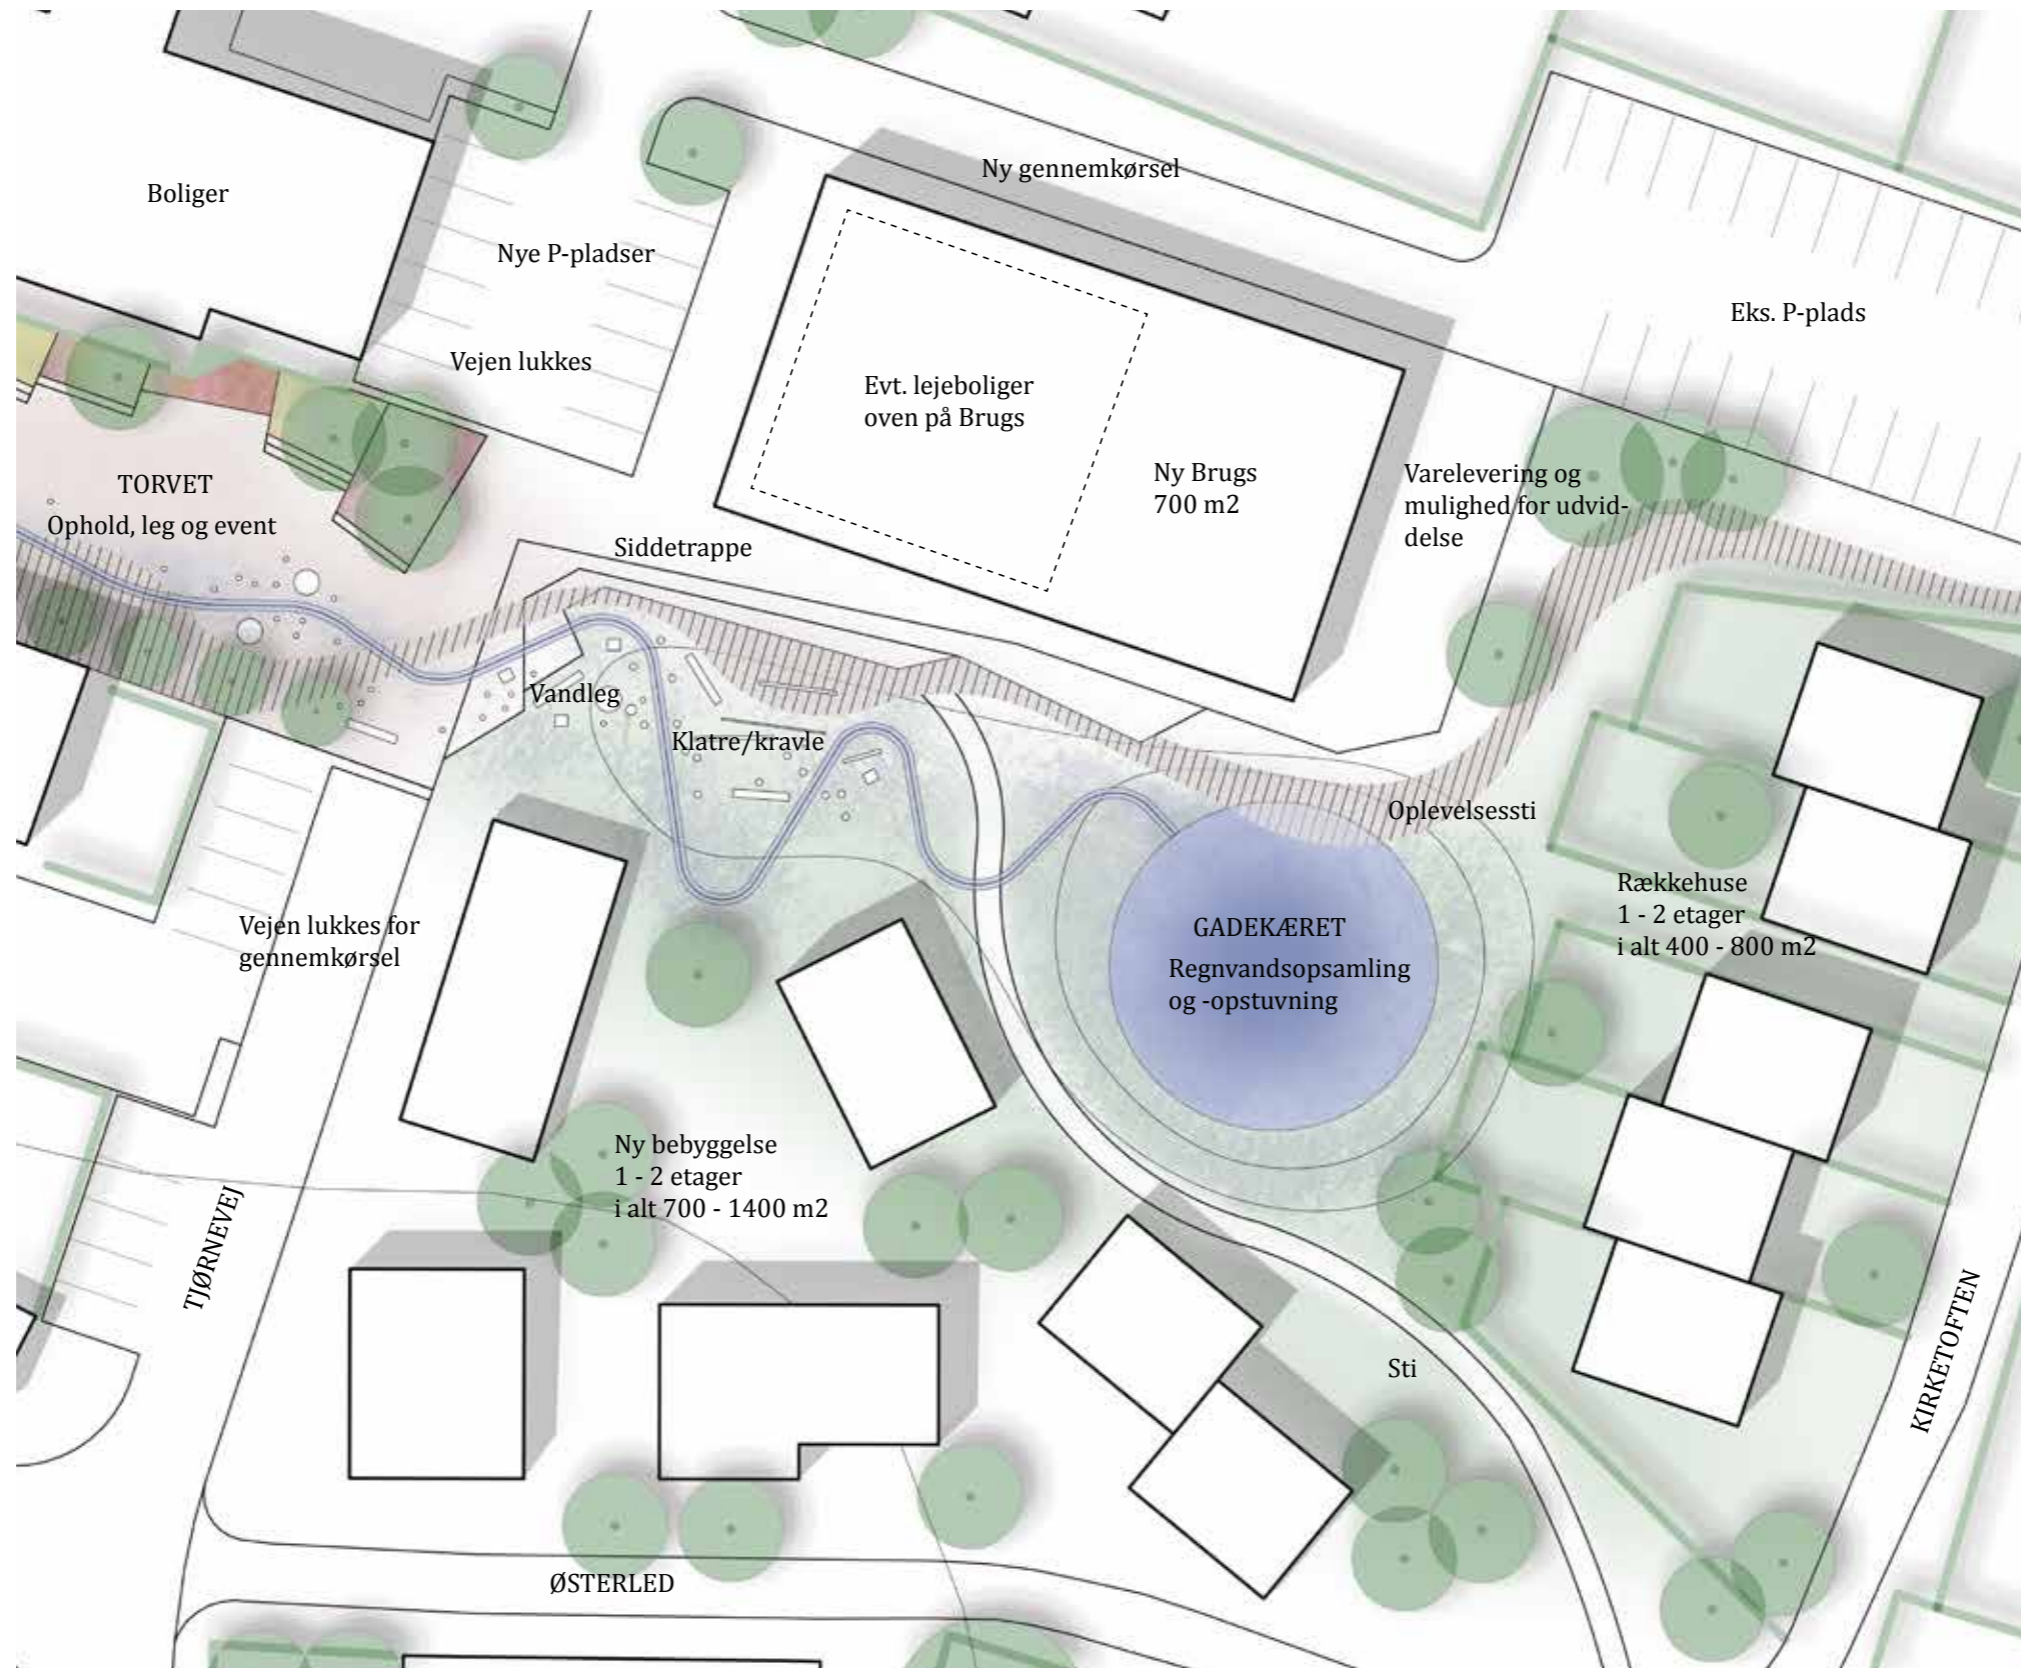 Ny gennemkørsel
Boliger
Nye P-pladser
Eks. P-plads
Vejen lukkes
Evt. lejeboliger
oven på Brugs
Ny Brugs
700 m2
Varelevering og
mulighed for udvid-
delse
TORVET
Ophold, leg og event
Siddetrappe
Vandleg
Klatre/kravle
Oplevelsessti
Rækkehuse
1 - 2 etager
i alt 400 - 800 m2
Vejen lukkes for
gennemkørsel
GADEKÆRET
Regnvandsopsamling
og -opstuvning
Ny bebyggelse
1 - 2 etager
i alt 700 - 1400 m2
TJØRNEVEJ
KIRKETOFTEN
Sti
ØSTERLED